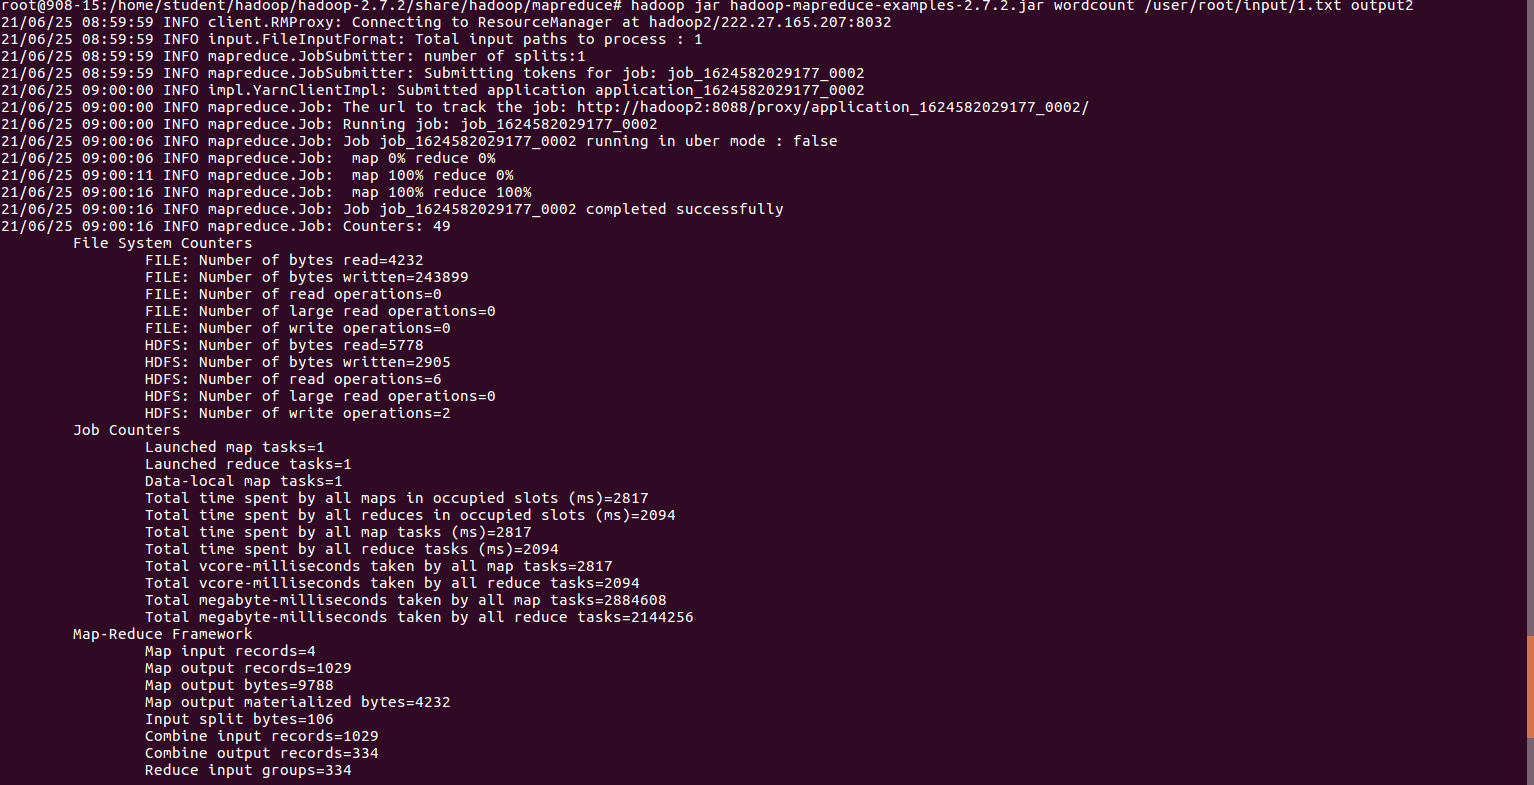 root@908-15:/home/student/hadoop/hadoop-2.7.2/share/hadoop/mapreduce# hadoop jar hadoop-mapreduce-examples-2.7.2.jar wordcount /user/root/input/1.txt output2
21/06/25 08:59:59 INFO client.RMProxy: Connecting to ResourceManager at hadoop2/222.27.165.207:8032
21/06/25 08:59:59 INFO input.FileInputFormat: Total input paths to process : 1
21/06/25 08:59:59 INFO mapreduce.JobSubmitter: number of splits:1
21/06/25 08:59:59 INFO mapreduce.JobSubmitter: Submitting tokens for job: job_1624582029177_0002
21/06/25 09:00:00 INFO impl.YarnClientImpl: Submitted application application_1624582029177_0002
21/06/25 09:00:00 INFO mapreduce.Job: The url to track the job: http://hadoop2:8088/proxy/application_1624582029177_0002/
21/06/25 09:00:00 INFO mapreduce.Job: Running job: job_1624582029177_0002
21/06/25 09:00:06 INFO mapreduce.Job: Job job_1624582029177_0002 running in uber mode : false
21/06/25 09:00:06 INFO mapreduce.Job:  map 0% reduce 0%
21/06/25 09:00:11 INFO mapreduce.Job:  map 100% reduce 0%
21/06/25 09:00:16 INFO mapreduce.Job:  map 100% reduce 100%
21/06/25 09:00:16 INFO mapreduce.Job: Job job_1624582029177_0002 completed successfully
21/06/25 09:00:16 INFO mapreduce.Job: Counters: 49
File System Counters
FILE: Number of bytes read=4232
FILE: Number of bytes written=243899
FILE: Number of read operations=0
FILE: Number of large read operations=0
FILE: Number of write operations=0
HDFS: Number of bytes read=5778
HDFS: Number of bytes written=2905
HDFS: Number of read operations=6
HDFS: Number of large read operations=0
HDFS: Number of write operations=2
Job Counters
Launched map tasks=1
Launched reduce tasks=1
Data-local map tasks=1
Total time spent by all maps in occupied slots (ms)=2817
Total time spent by all reduces in occupied slots (ms)=2094
Total time spent by all map tasks (ms)=2817
Total time spent by all reduce tasks (ms)=2094
Total vcore-milliseconds taken by all map tasks=2817
Total vcore-milliseconds taken by all reduce tasks=2094
Total megabyte-milliseconds taken by all map tasks=2884608
Total megabyte-milliseconds taken by all reduce tasks=2144256
Map-Reduce Framework
Map input records=4
Map output records=1029
Map output bytes=9788
Map output materialized bytes=4232
Input split bytes=106
Combine input records=1029
Combine output records=334
Reduce input groups=334